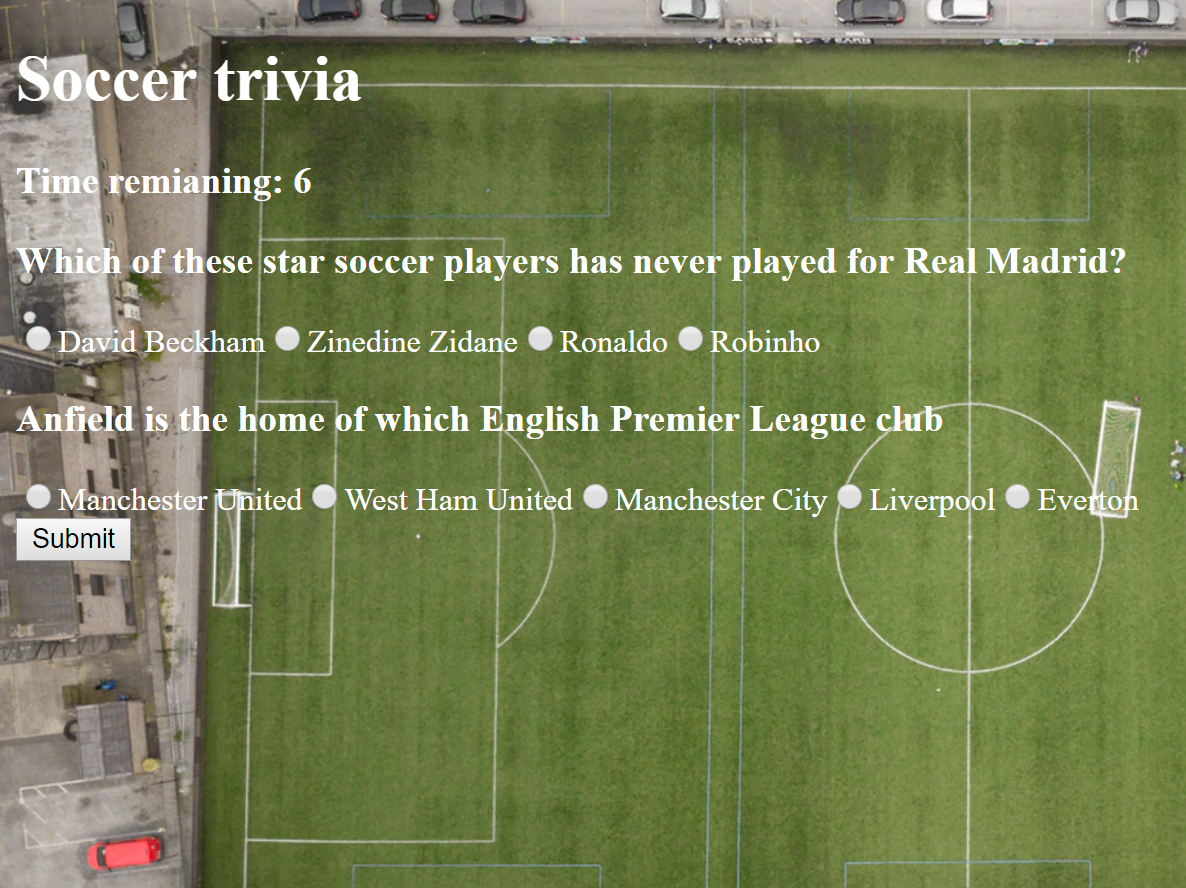 Soccer trivia
Time remianing: 6
Which of these star soccer players has never played for Real Madrid?
David Beckham Zinedine Zidane Ronaldo Robinho
Anfield is the home of which English Premier League club
Manchester United West Ham United Manchester City Liverpool Everton
Submit